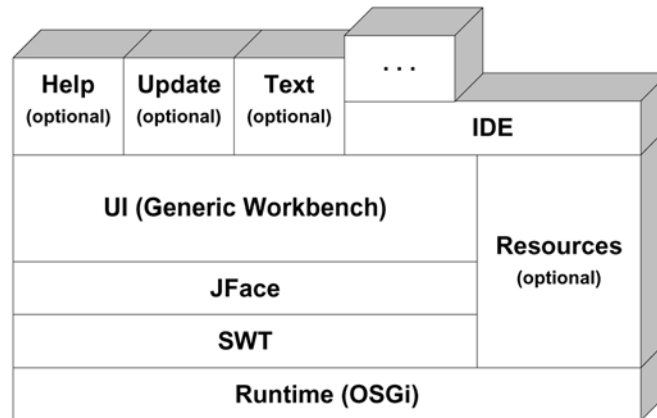 Help
(optional)
Update
(optional)
Text
(optional)
...
IDE
UI (Generic Workbench)
Resources
(optional)
JFace
SWT
Runtime (OSGi)